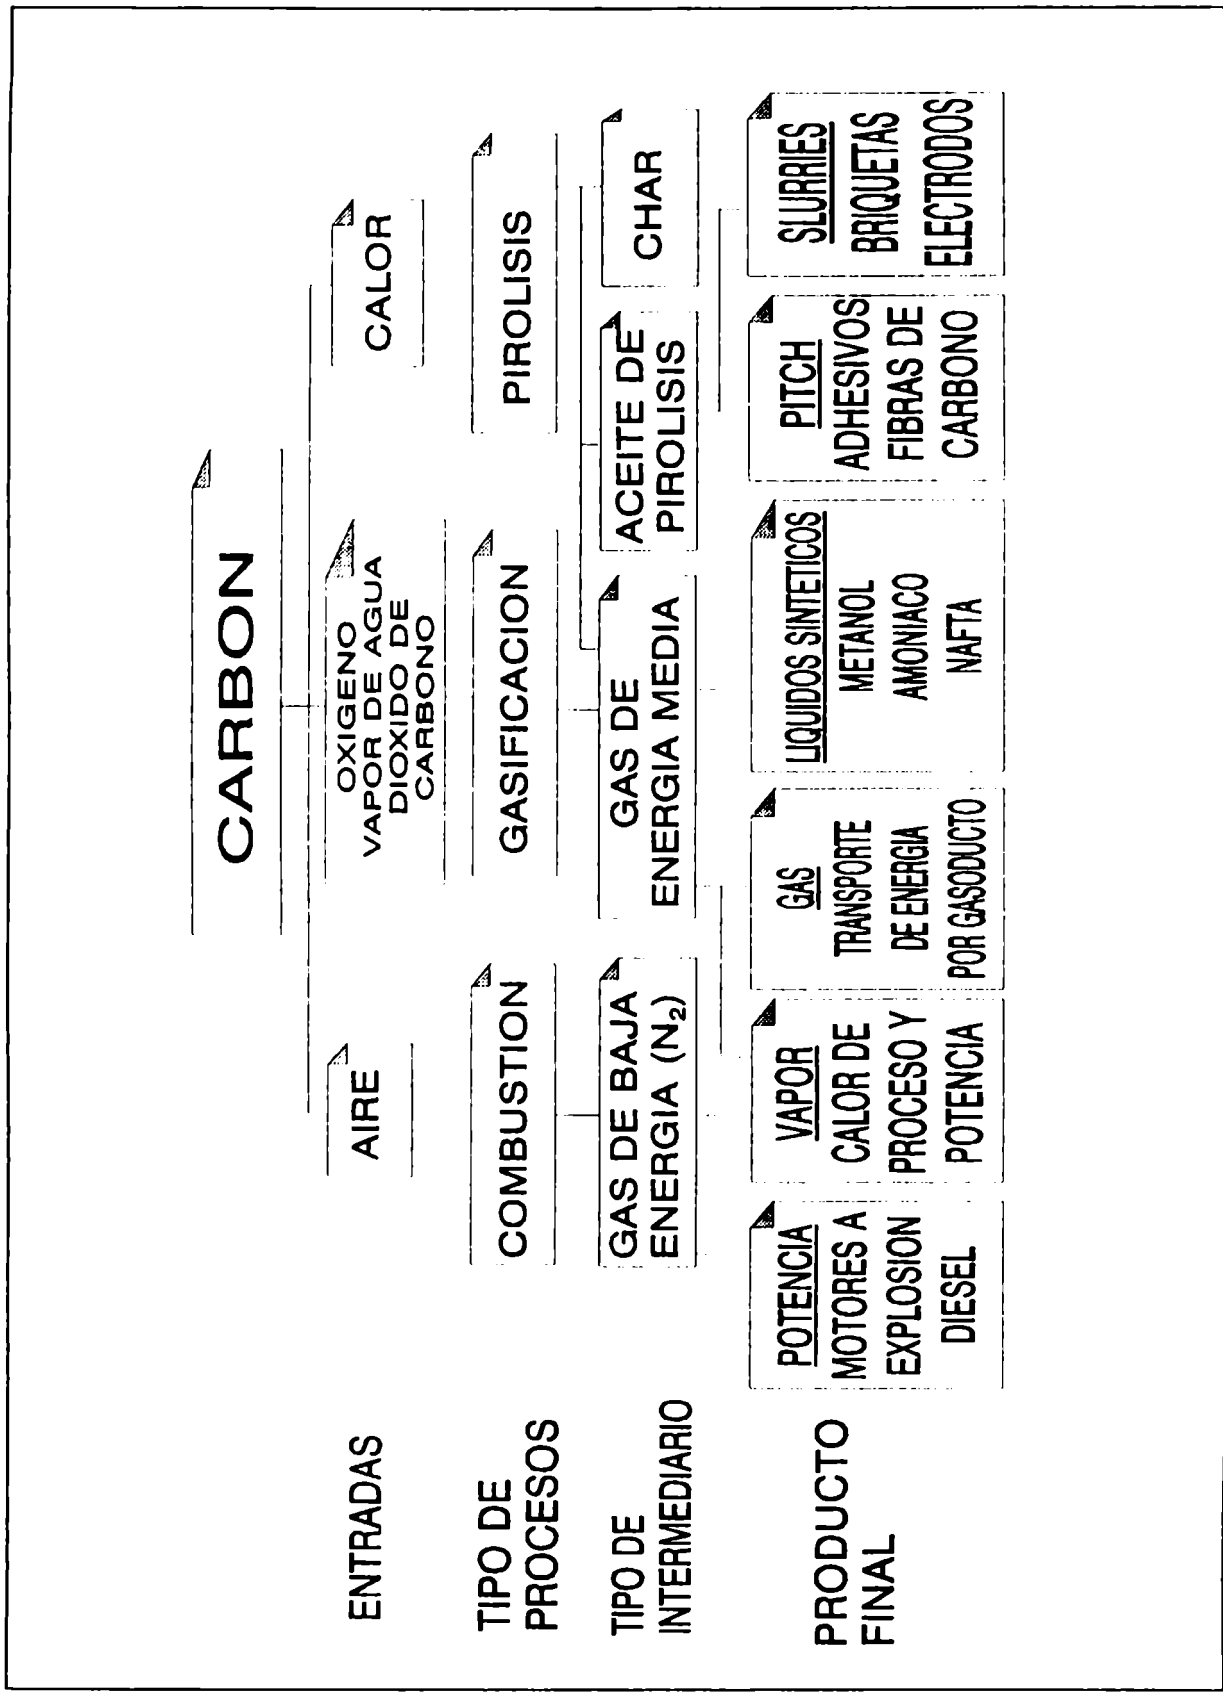 CARBON
ENTRADAS
AIRE
OXIGENO
VAPOR DE AGUA
DIOXIDO DE
CARBONO
CALOR
TIPO DE
PROCESOS
COMBUSTION
GASIFICACION
PIROLISIS
TIPO DE
INTERMEDIARIO
GAS DE BAJA
ENERGIA (N₂)
GAS DE
ENERGIA MEDIA
ACEITE DE
PIROLISIS
CHAR
PRODUCTO
FINAL
POTENCIA
MOTORES A
EXPLOSION
DIESEL
VAPOR
CALOR DE
PROCESO Y
POTENCIA
GAS
TRANSPORTE
DE ENERGIA
POR GASODUCTO
LIQUIDOS SINTETICOS
METANOL
AMONIACO
NAFTA
PITCH
ADHESIVOS
FIBRAS DE
CARBONO
SLURRIES
BRIQUETAS
ELECTRODOS